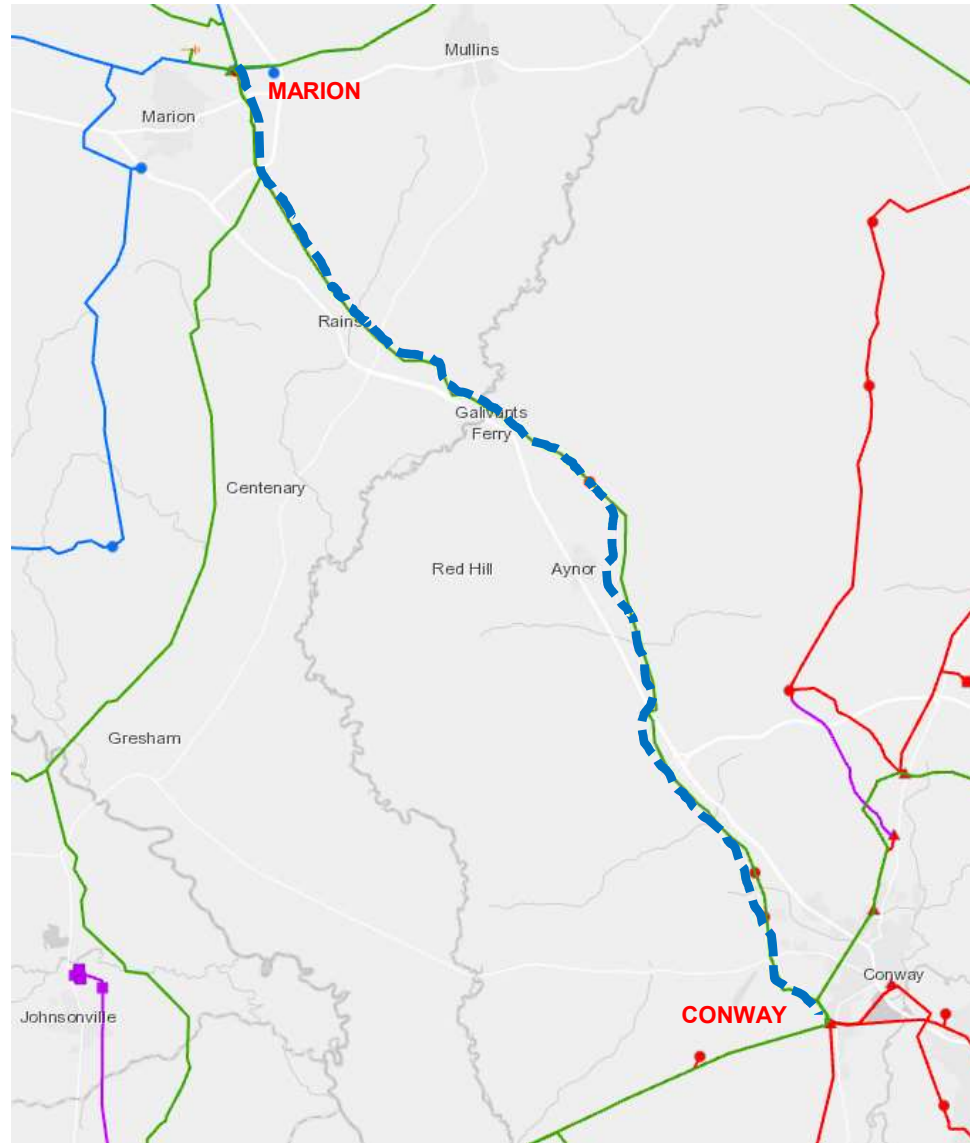 Mullins
MARION
Marion
Rains
Galivants
Ferry
Centenary
Red Hill
Aynor
Gresham
Conway
CONWAY
Johnsonville